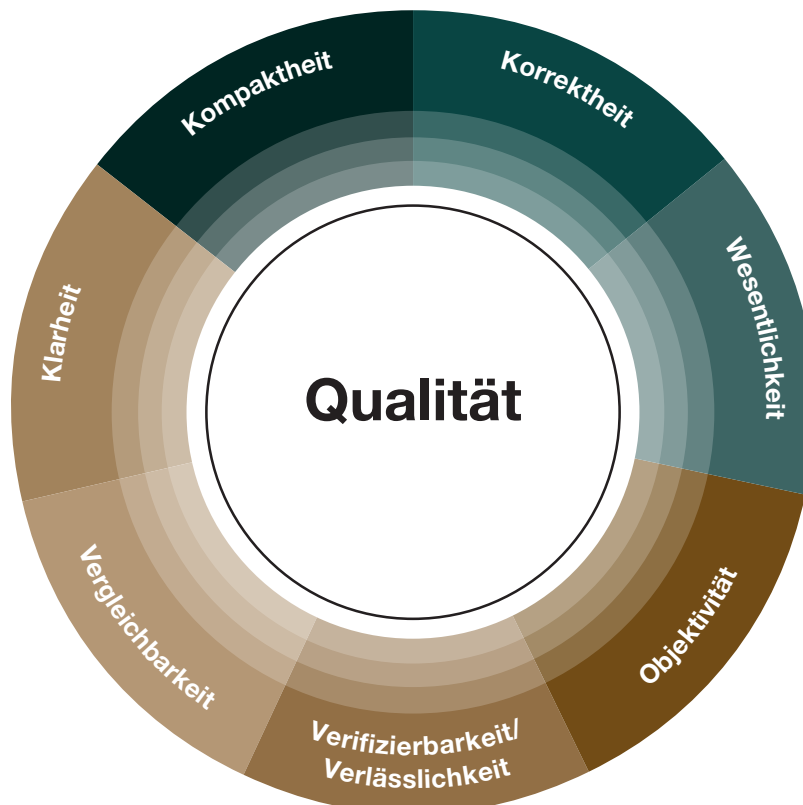 Kompaktheit
Korrektheit
Wesentlichkeit
Objektivität
Verifizierbarkeit/
Verlässlichkeit
Vergleichbarkeit
Klarheit
Qualität